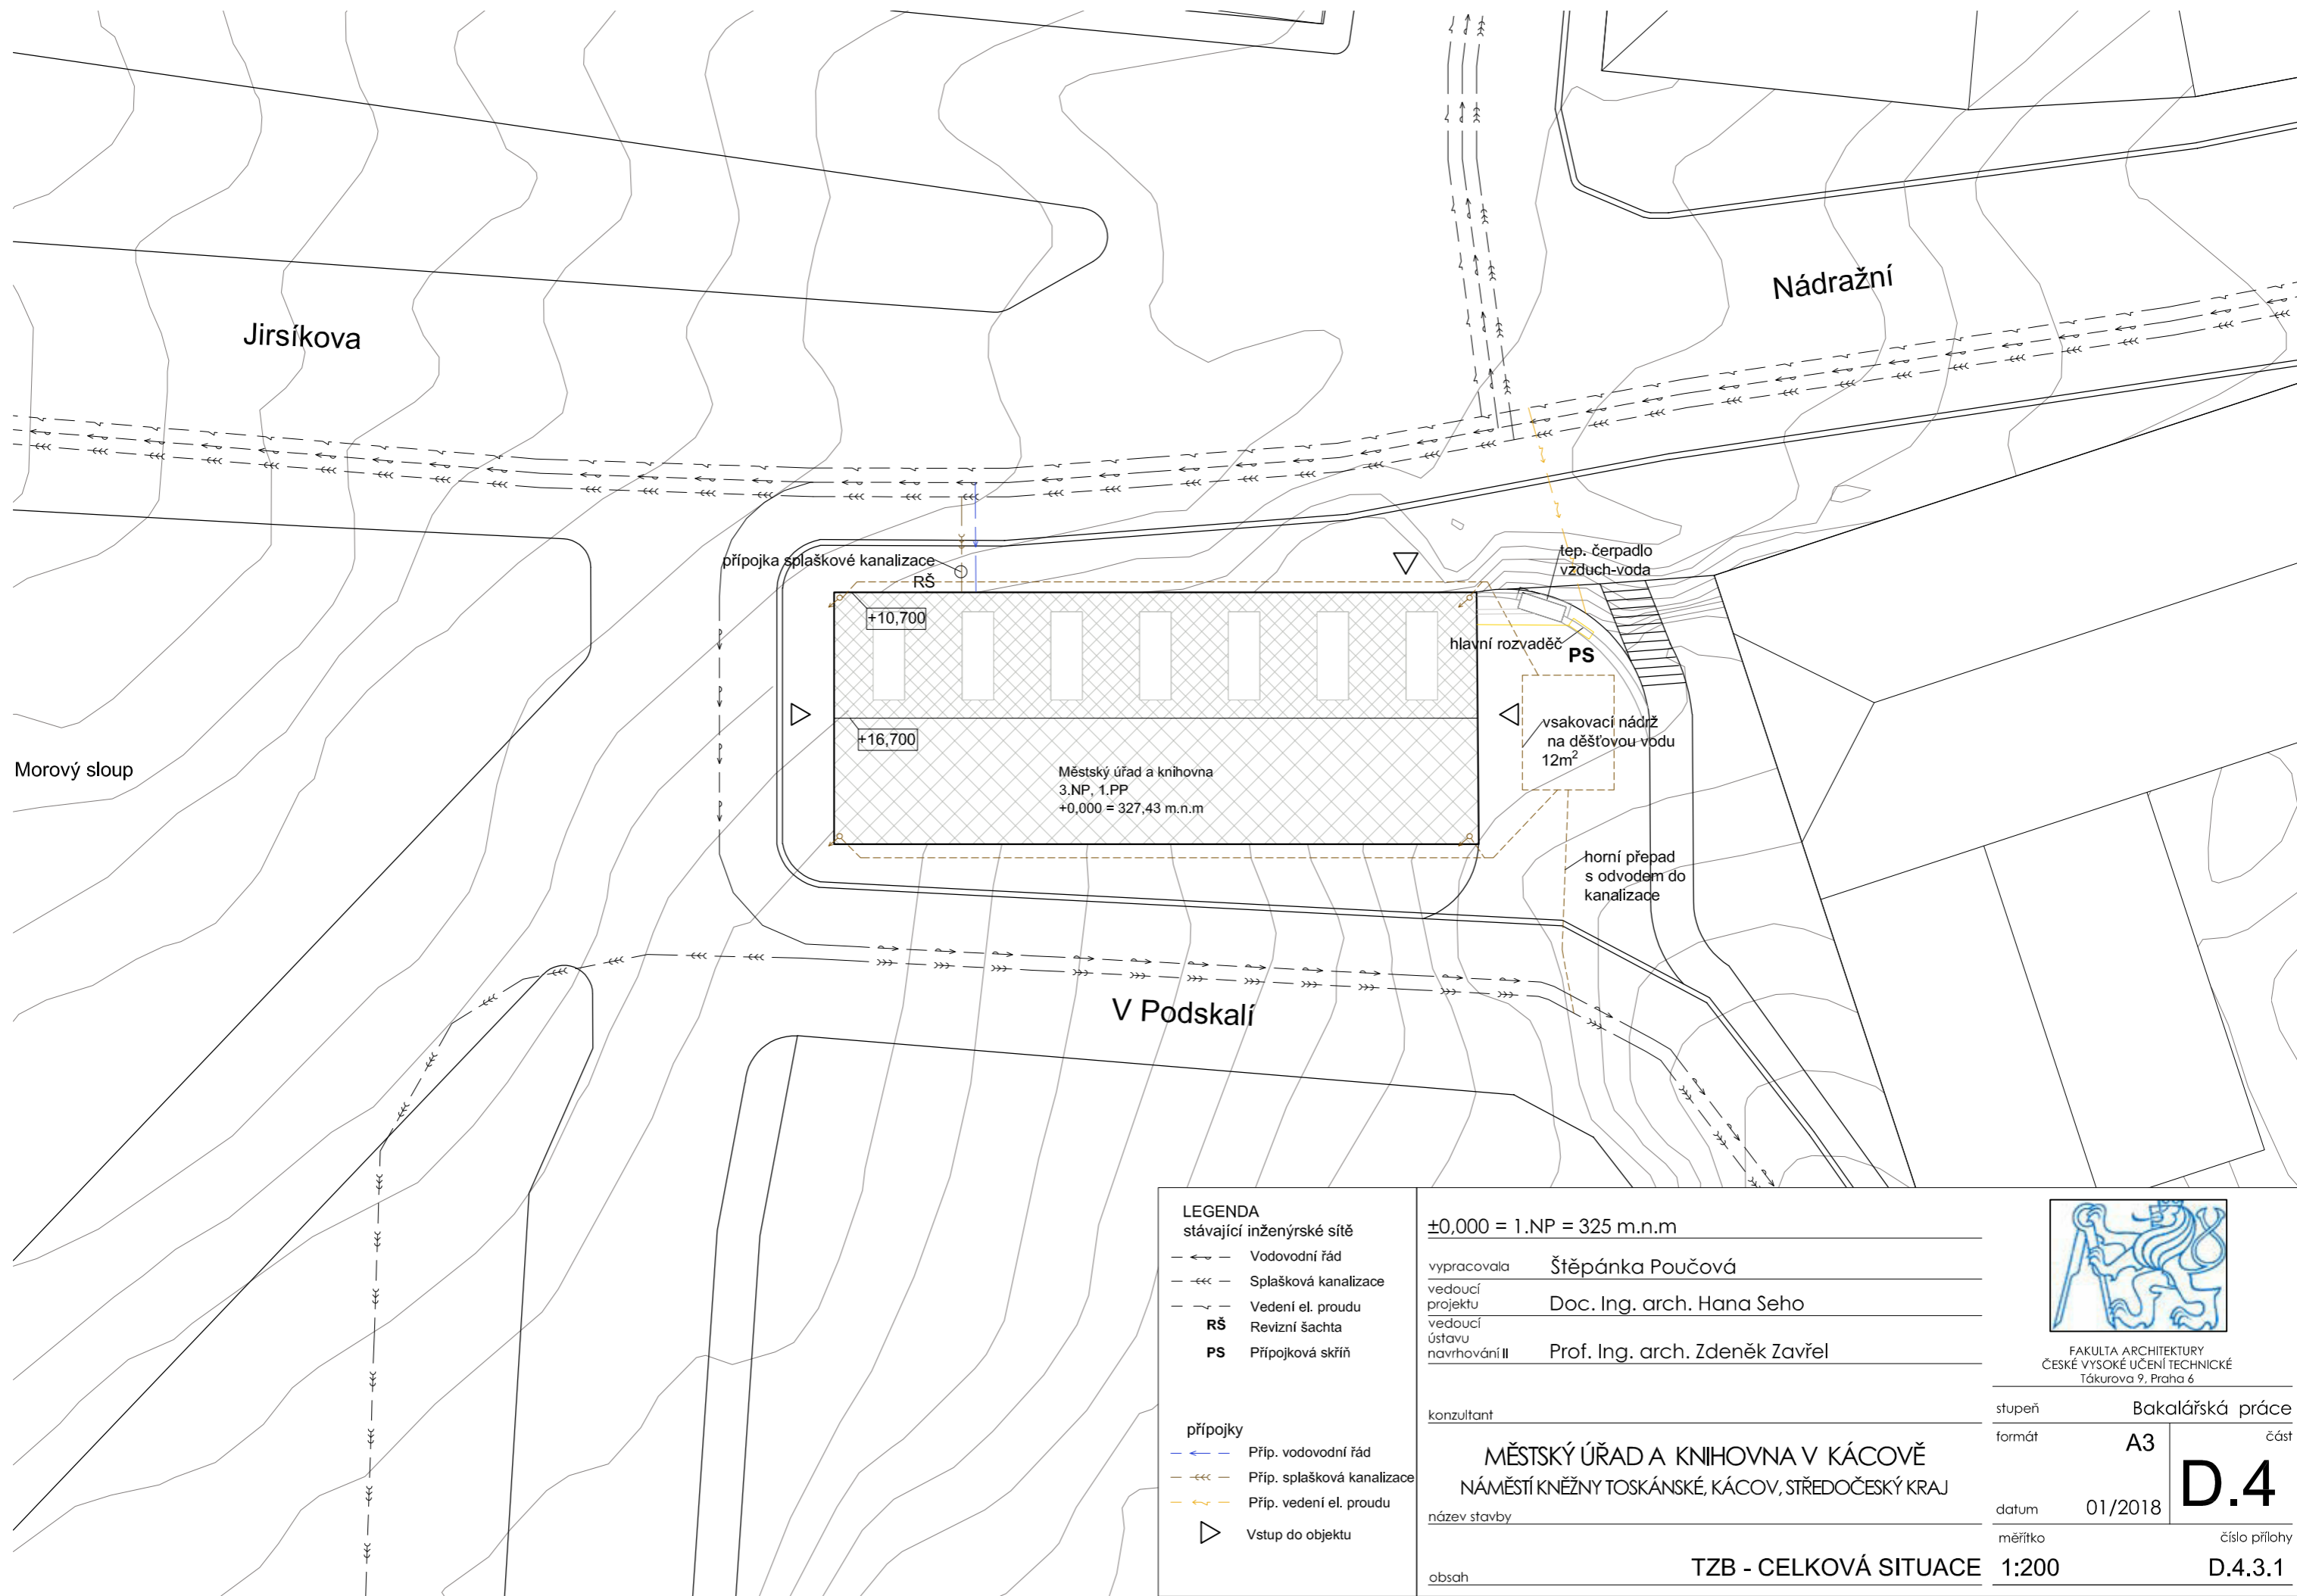 Nádražní
Jirsíkova
přípojka splaškové kanalizace
RŠ
tep. čerpadlo
vzduch-voda
+10,700
hlavní rozvaděč
PS
+16,700
vsakovací nádrž
na děšťovou vodu
12m²
Morový sloup
Městský úřad a knihovna
3.NP, 1.PP
+0,000 = 327,43 m.n.m
horní přepad
s odvodem do
kanalizace
V Podskalí
LEGENDA
stávající inženýrské sítě
Vodovodní řád
Splašková kanalizace
Vedení el. proudu
RŠ Revizní šachta
PS Přípojková skříň
přípojky
Příp. vodovodní řád
Příp. splašková kanalizace
Příp. vedení el. proudu
Vstup do objektu
±0,000 = 1.NP = 325 m.n.m
vypracovala Štěpánka Poučová
vedoucí
projektu Doc. Ing. arch. Hana Seho
vedoucí
ústavu
navrhování II Prof. Ing. arch. Zdeněk Zavřel
konzultant
MĚSTSKÝ ÚŘAD A KNIHOVNA V KÁCOVĚ
NÁMĚSTÍ KNĚŽNY TOSKÁNSKÉ, KÁCOV, STŘEDOČESKÝ KRAJ
název stavby
obsah TZB - CELKOVÁ SITUACE
FAKULTA ARCHITEKTURY
ČESKÉ VYSOKÉ UČENÍ TECHNICKÉ
Tákurova 9, Praha 6
stupeň Bakalářská práce
formát A3
část
D.4
datum 01/2018
měřítko
1:200
číslo přílohy
D.4.3.1